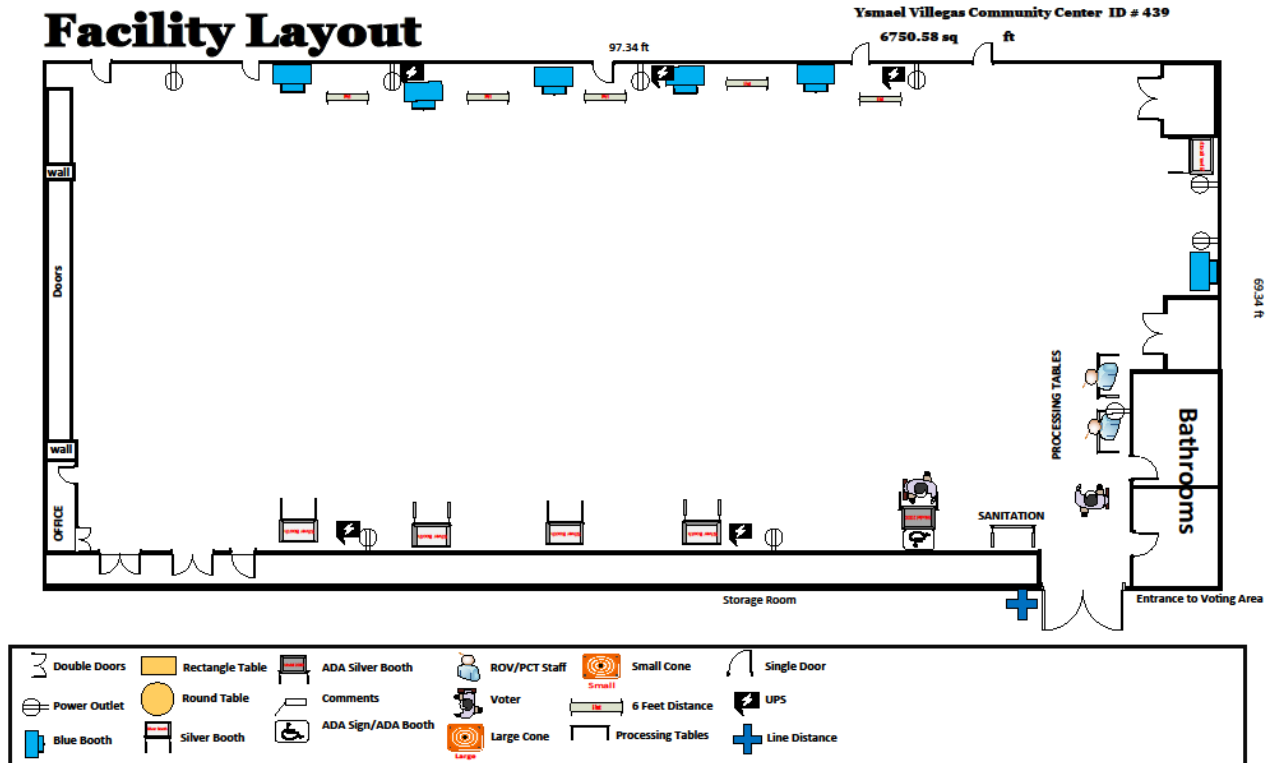 Facility Layout
Ysmael Villegas Community Center ID # 439
6750.58 sq ft
97.34 ft
wall
Doors
69.34 ft
wall
PROCESSING TABLES
Bathrooms
OFFICE
SANITATION
Storage Room
Entrance to Voting Area
Double Doors
Rectangle Table
ADA Silver Booth
ROV/PCT Staff
Small Cone
Small
Single Door
Power Outlet
Round Table
Comments
Voter
6 Feet Distance
UPS
Blue Booth
Silver Booth
ADA Sign/ADA Booth
Large Cone
Large
Processing Tables
Line Distance